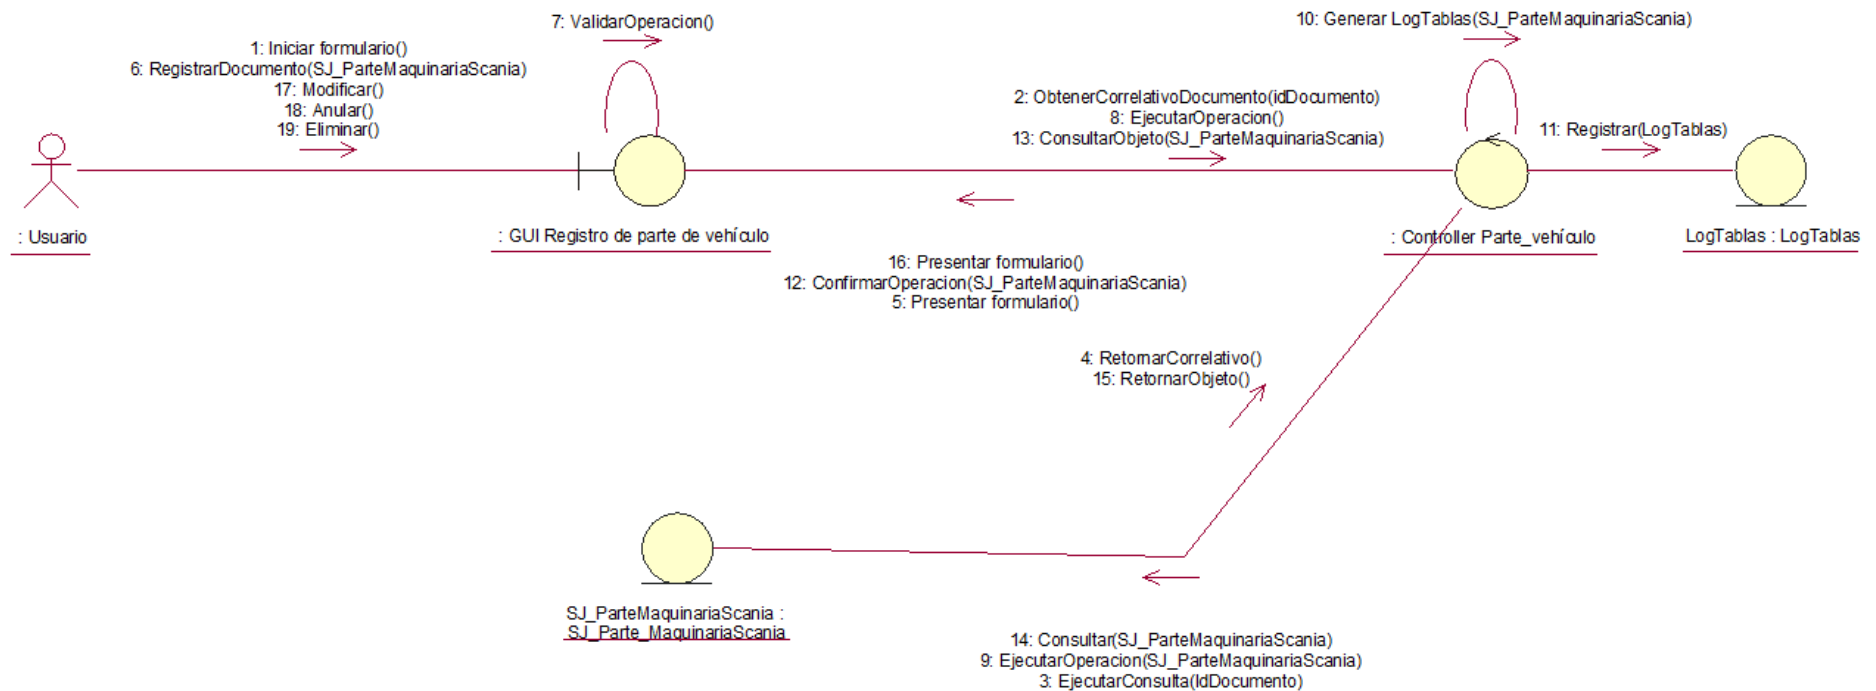 7: ValidarOperacion()
10: Generar LogTablas(SJ_ParteMaquinariaScania)
1: Iniciar formulario()
6: RegistrarDocumento(SJ_ParteMaquinariaScania)
17: Modificar()
18: Anular()
19: Eliminar()
2: ObtenerCorrelativoDocumento(idDocumento)
8: EjecutarOperacion()
13: ConsultarObjeto(SJ_ParteMaquinariaScania)
11: Registrar(LogTablas)
: Usuario
: GUI Registro de parte de vehículo
: Controller Parte_vehículo
LogTablas : LogTablas
16: Presentar formulario()
12: ConfirmarOperacion(SJ_ParteMaquinariaScania)
5: Presentar formulario()
4: RetornarCorrelativo()
15: RetornarObjeto()
SJ_ParteMaquinariaScania :
SJ_Parte_MaquinariaScania
14: Consultar(SJ_ParteMaquinariaScania)
9: EjecutarOperacion(SJ_ParteMaquinariaScania)
3: EjecutarConsulta(IdDocumento)